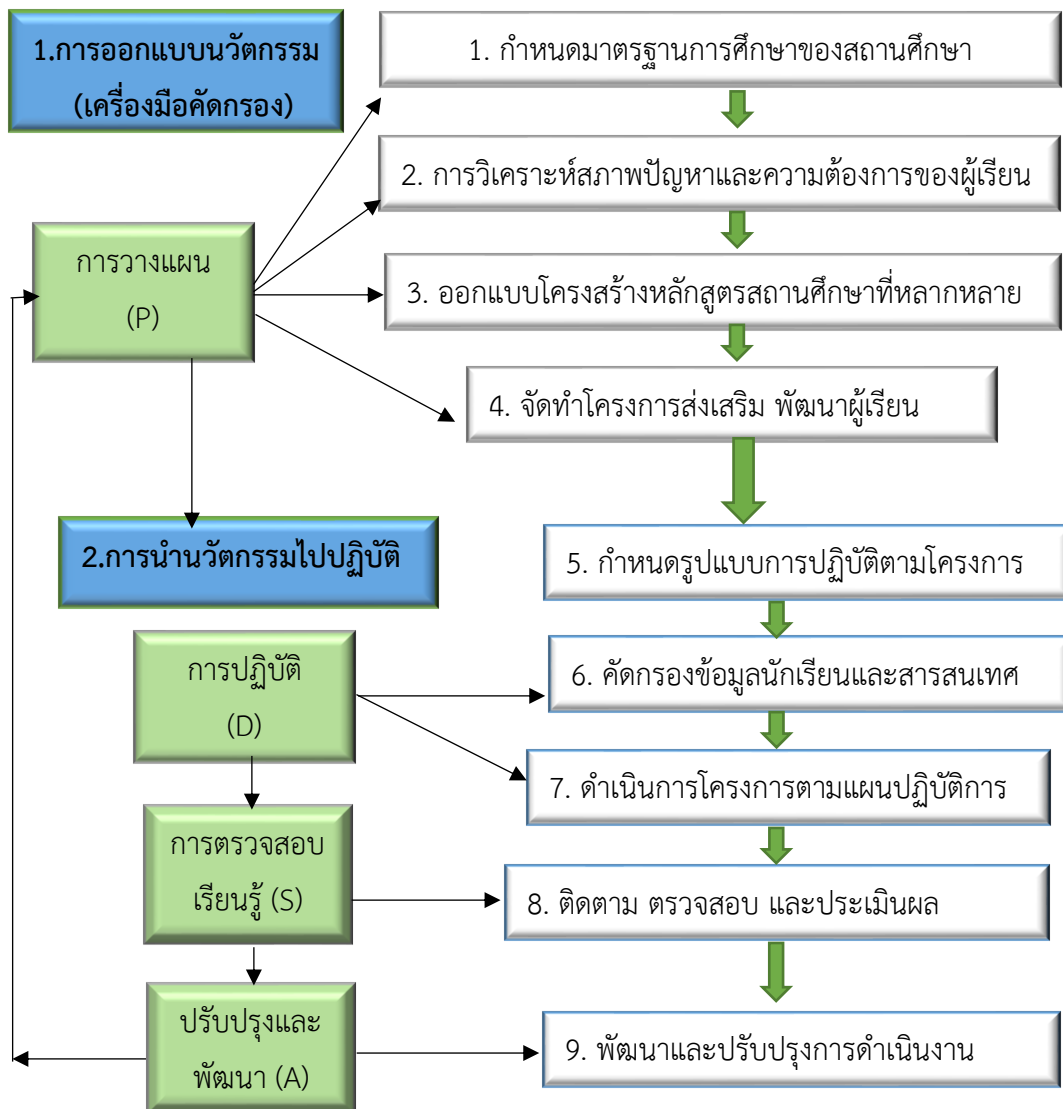 1.การออกแบบนวัตกรรม
(เครื่องมือคัดกรอง)
1. กำหนดมาตรฐานการศึกษาของสถานศึกษา
2. การวิเคราะห์สภาพปัญหาและความต้องการของผู้เรียน
การวางแผน
(P)
3. ออกแบบโครงสร้างหลักสูตรสถานศึกษาที่หลากหลาย
4. จัดทำโครงการส่งเสริม พัฒนาผู้เรียน
2.การนำนวัตกรรมไปปฏิบัติ
5. กำหนดรูปแบบการปฏิบัติตามโครงการ
การปฏิบัติ
(D)
6. คัดกรองข้อมูลนักเรียนและสารสนเทศ
7. ดำเนินการโครงการตามแผนปฏิบัติการ
การตรวจสอบ
เรียนรู้ (S)
8. ติดตาม ตรวจสอบ และประเมินผล
ปรับปรุงและ
พัฒนา (A)
9. พัฒนาและปรับปรุงการดำเนินงาน